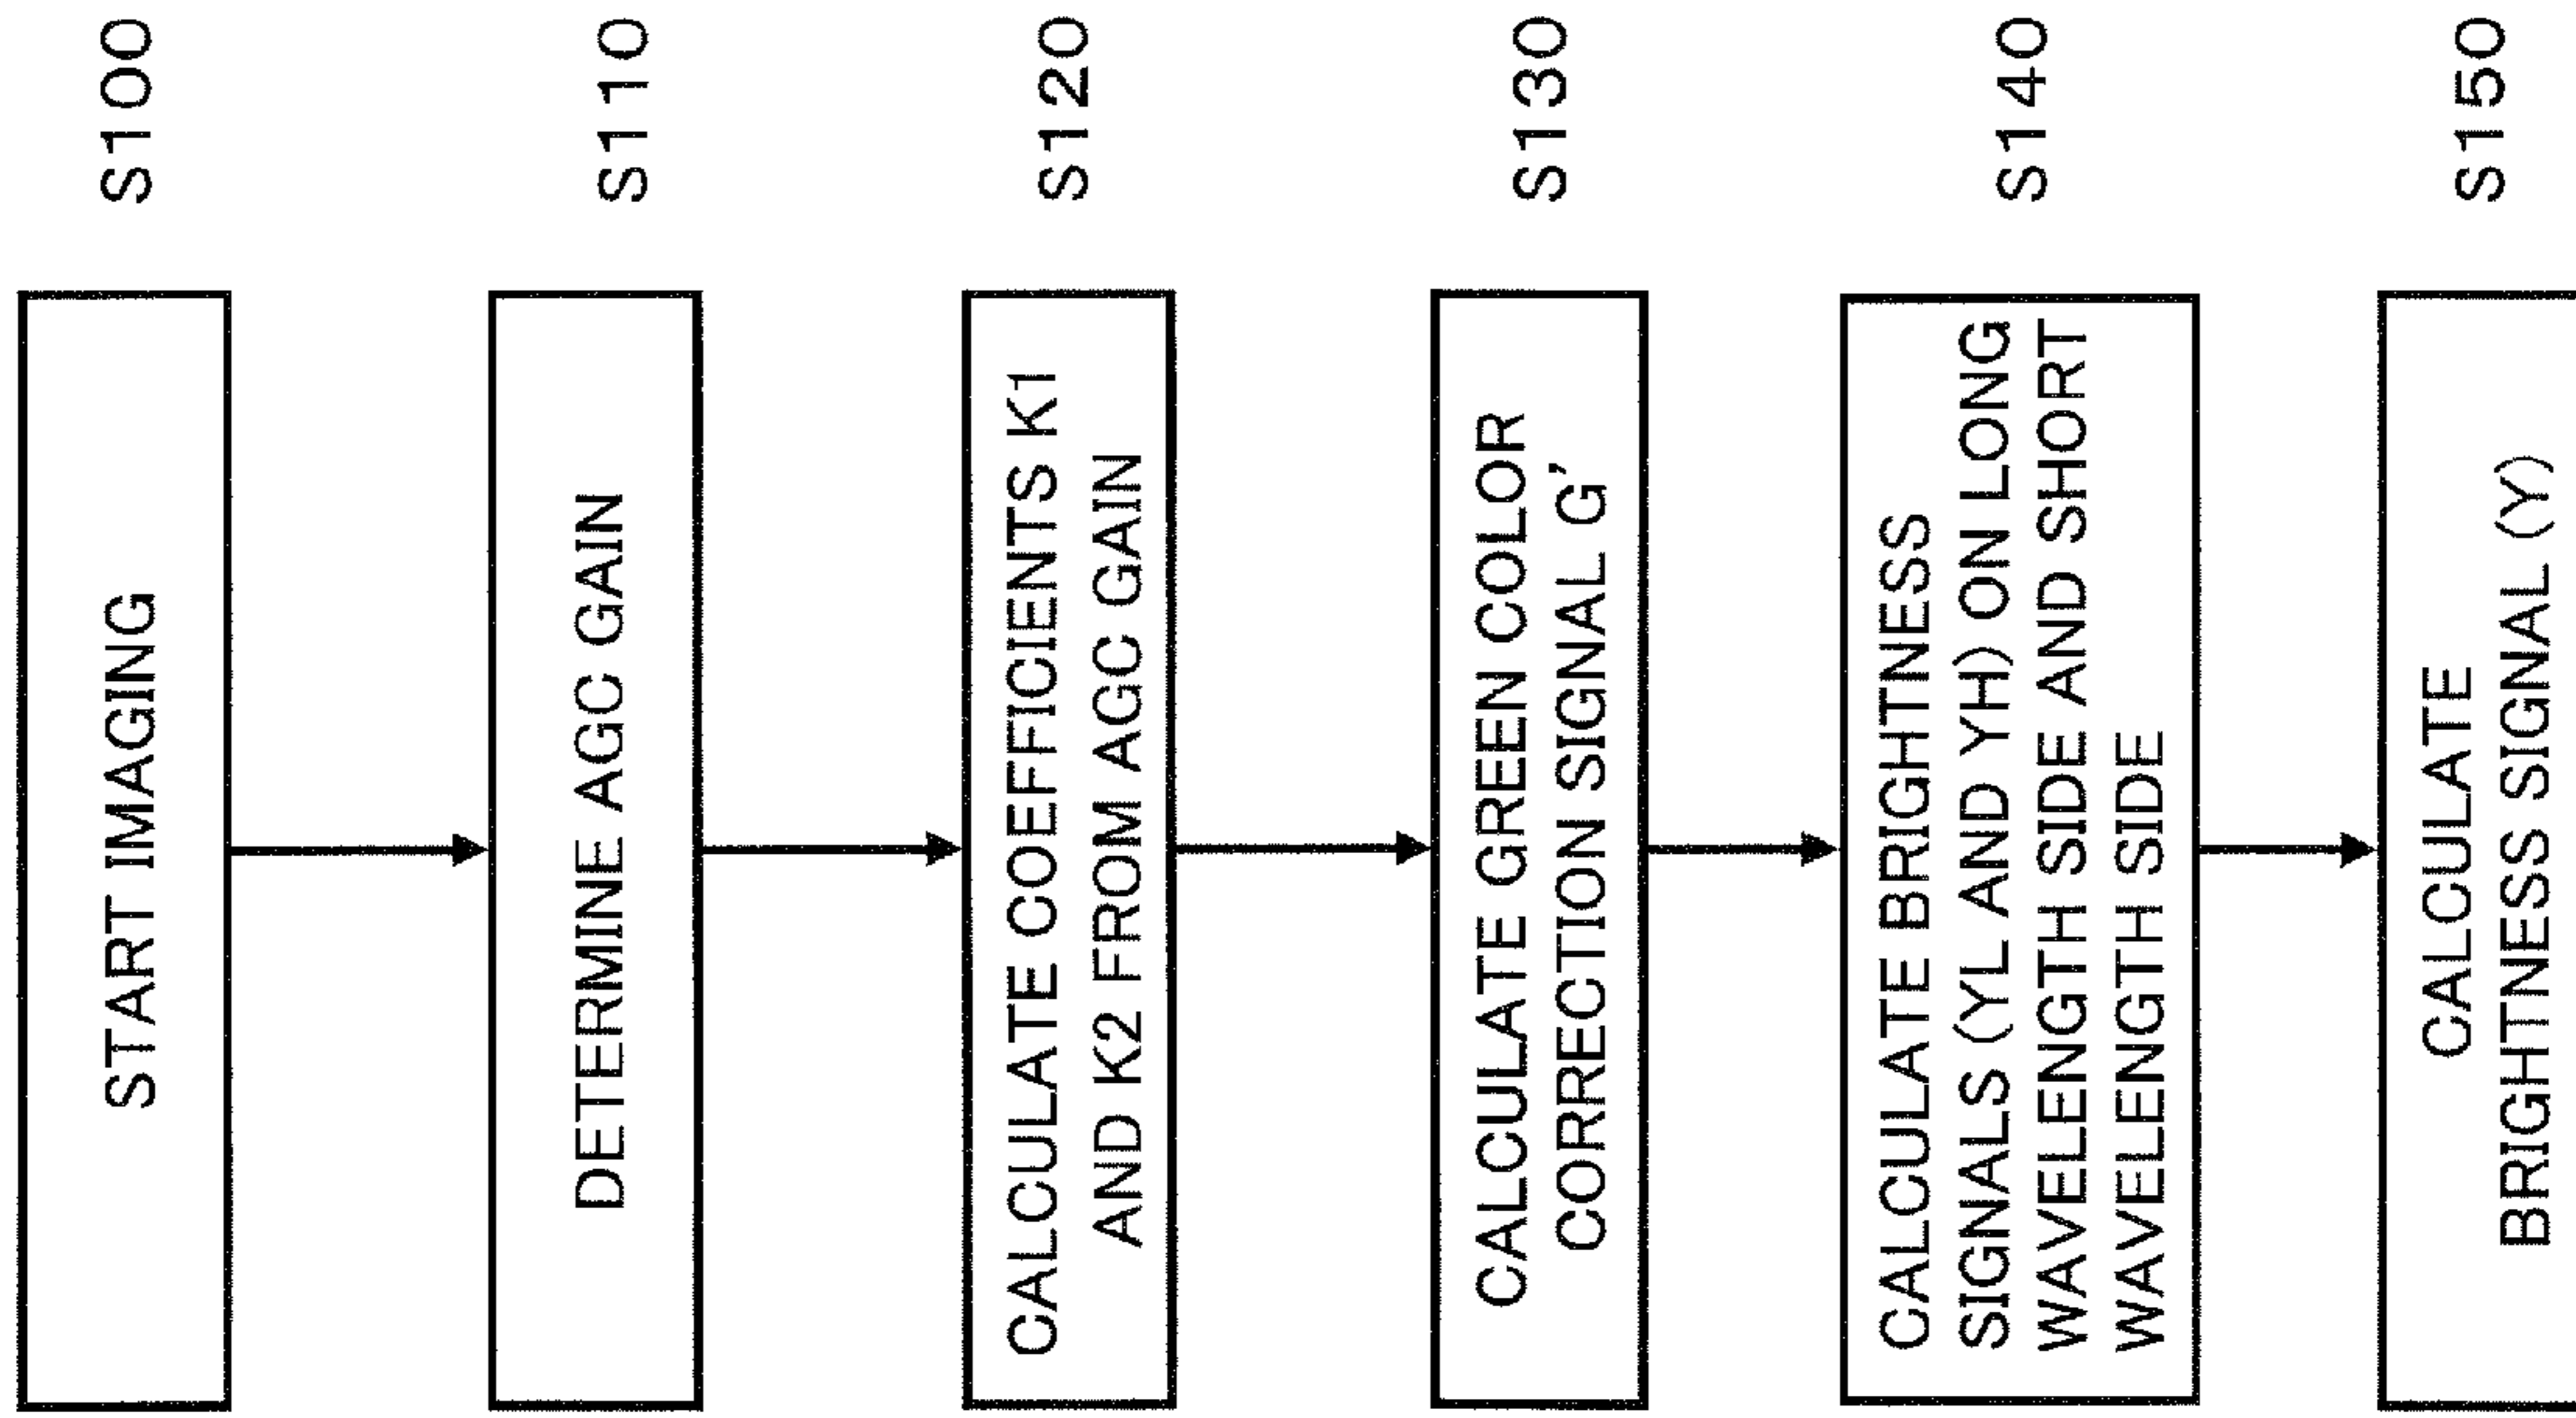 START IMAGING
S100
DETERMINE AGC GAIN
S110
CALCULATE COEFFICIENTS K1
AND K2 FROM AGC GAIN
S120
CALCULATE GREEN COLOR
CORRECTION SIGNAL G'
S130
CALCULATE BRIGHTNESS
SIGNALS (YL AND YH) ON LONG
WAVELENGTH SIDE AND SHORT
WAVELENGTH SIDE
S140
CALCULATE
BRIGHTNESS SIGNAL (Y)
S150